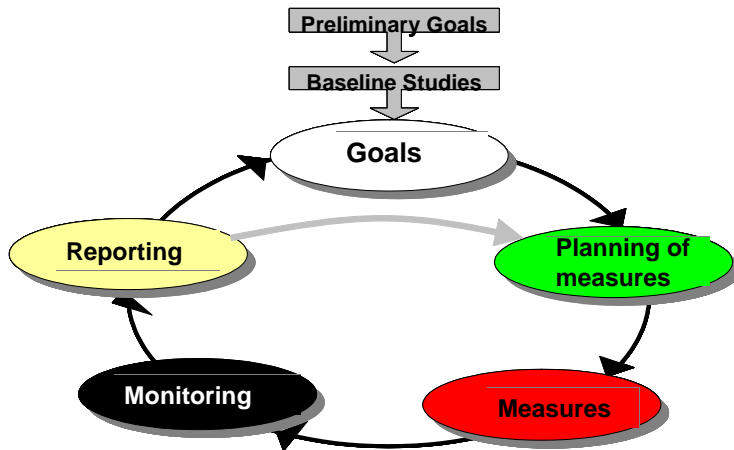 Preliminary Goals
Baseline Studies
Goals
Reporting
Planning of
measures
Monitoring
Measures